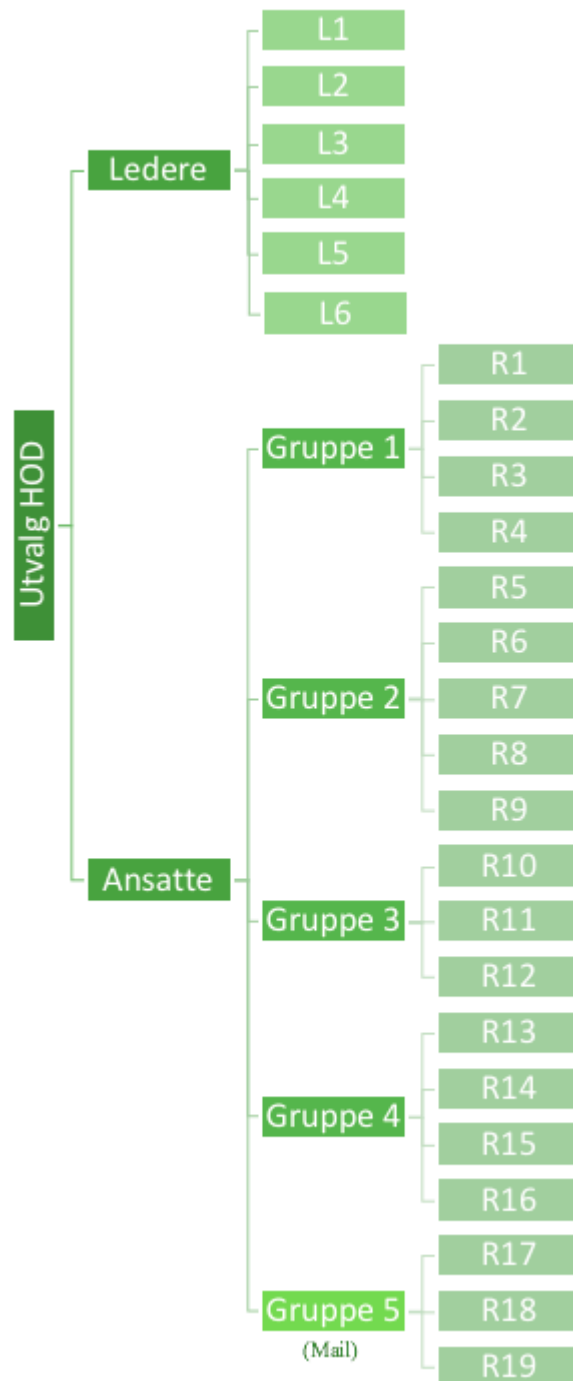 Utvalg HOD
Ledere
L1
L2
L3
L4
L5
L6
Ansatte
Gruppe 1
R1
R2
R3
R4
Gruppe 2
R5
R6
R7
R8
R9
Gruppe 3
R10
R11
R12
Gruppe 4
R13
R14
R15
R16
Gruppe 5
(Mail)
R17
R18
R19